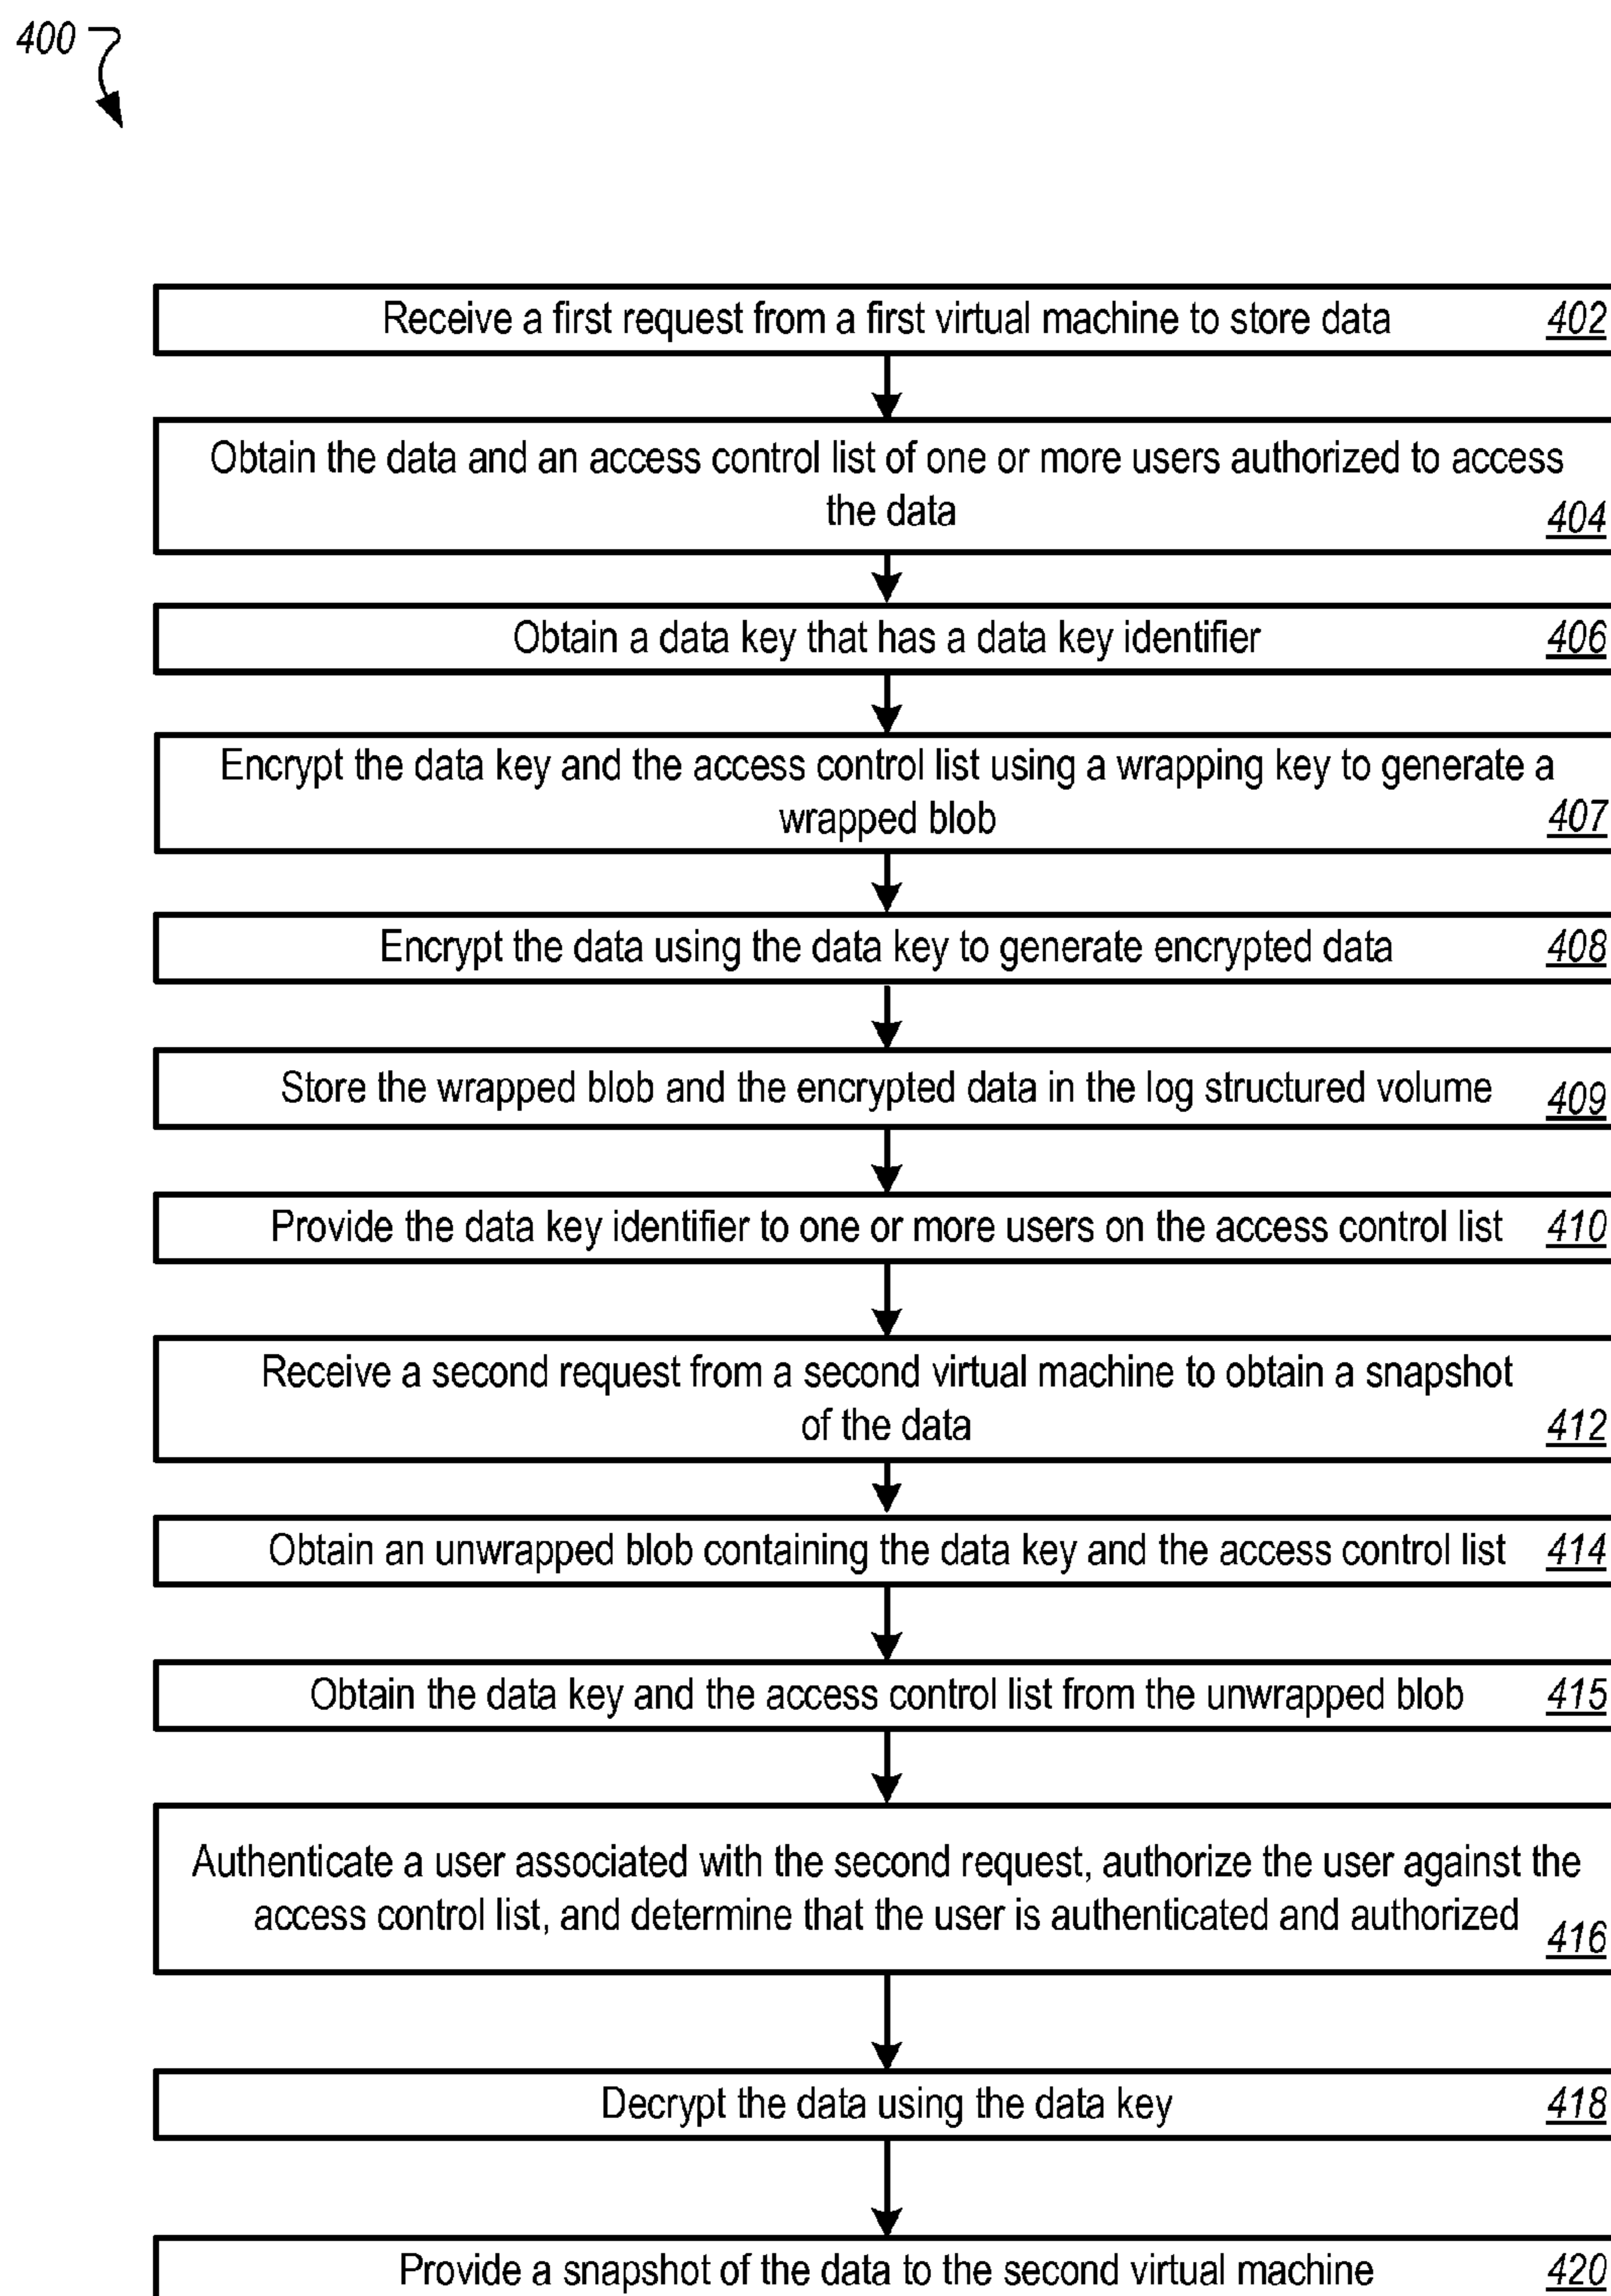 400
Receive a first request from a first virtual machine to store data 402
Obtain the data and an access control list of one or more users authorized to access
the data 404
Obtain a data key that has a data key identifier 406
Encrypt the data key and the access control list using a wrapping key to generate a
wrapped blob 407
Encrypt the data using the data key to generate encrypted data 408
Store the wrapped blob and the encrypted data in the log structured volume 409
Provide the data key identifier to one or more users on the access control list 410
Receive a second request from a second virtual machine to obtain a snapshot
of the data 412
Obtain an unwrapped blob containing the data key and the access control list 414
Obtain the data key and the access control list from the unwrapped blob 415
Authenticate a user associated with the second request, authorize the user against the
access control list, and determine that the user is authenticated and authorized 416
Decrypt the data using the data key 418
Provide a snapshot of the data to the second virtual machine 420